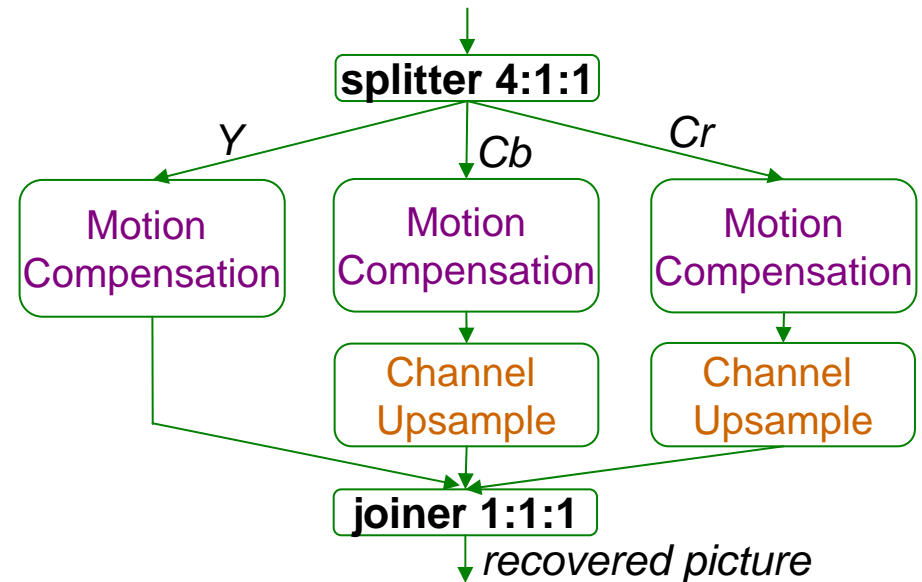 splitter 4:1:1
Y
Cb
Cr
Motion
Compensation
Motion
Compensation
Motion
Compensation
Channel
Upsample
Channel
Upsample
joiner 1:1:1
recovered picture